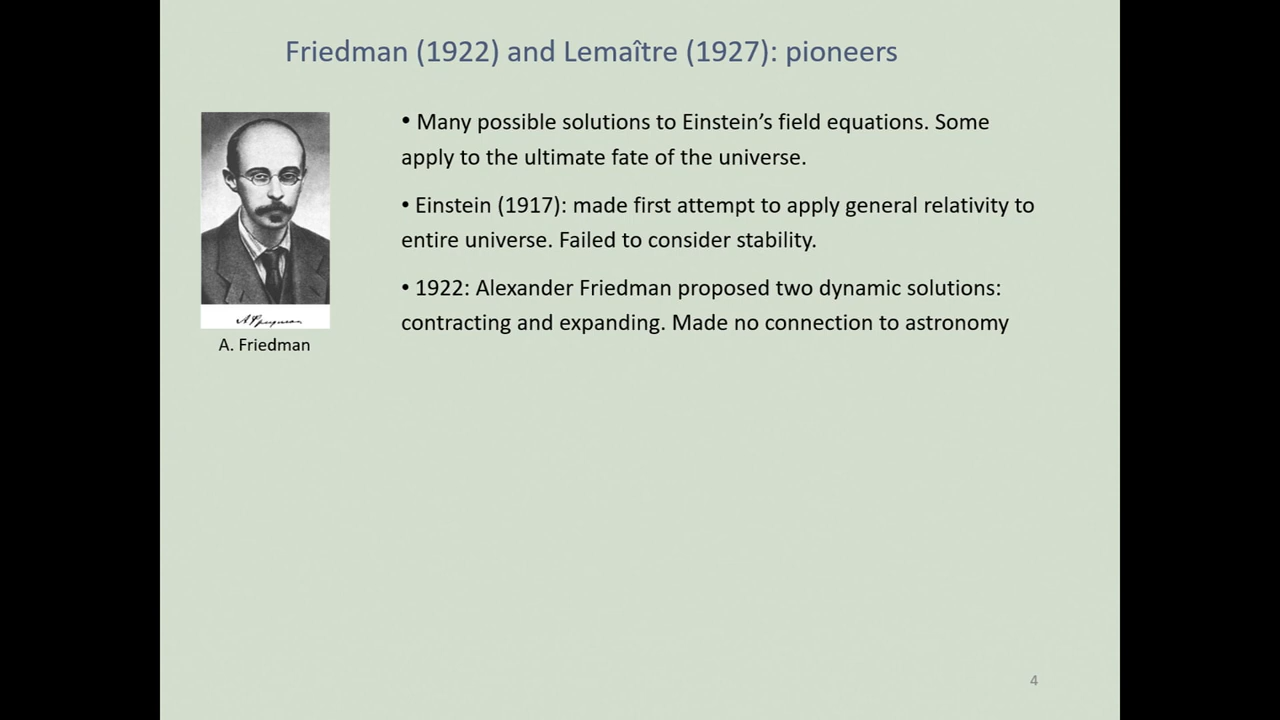 Friedman (1922) and Lemaître (1927): pioneers
• Many possible solutions to Einstein’s field equations. Some
apply to the ultimate fate of the universe.
• Einstein (1917): made first attempt to apply general relativity to
entire universe. Failed to consider stability.
• 1922: Alexander Friedman proposed two dynamic solutions:
contracting and expanding. Made no connection to astronomy
A. Friedman
4